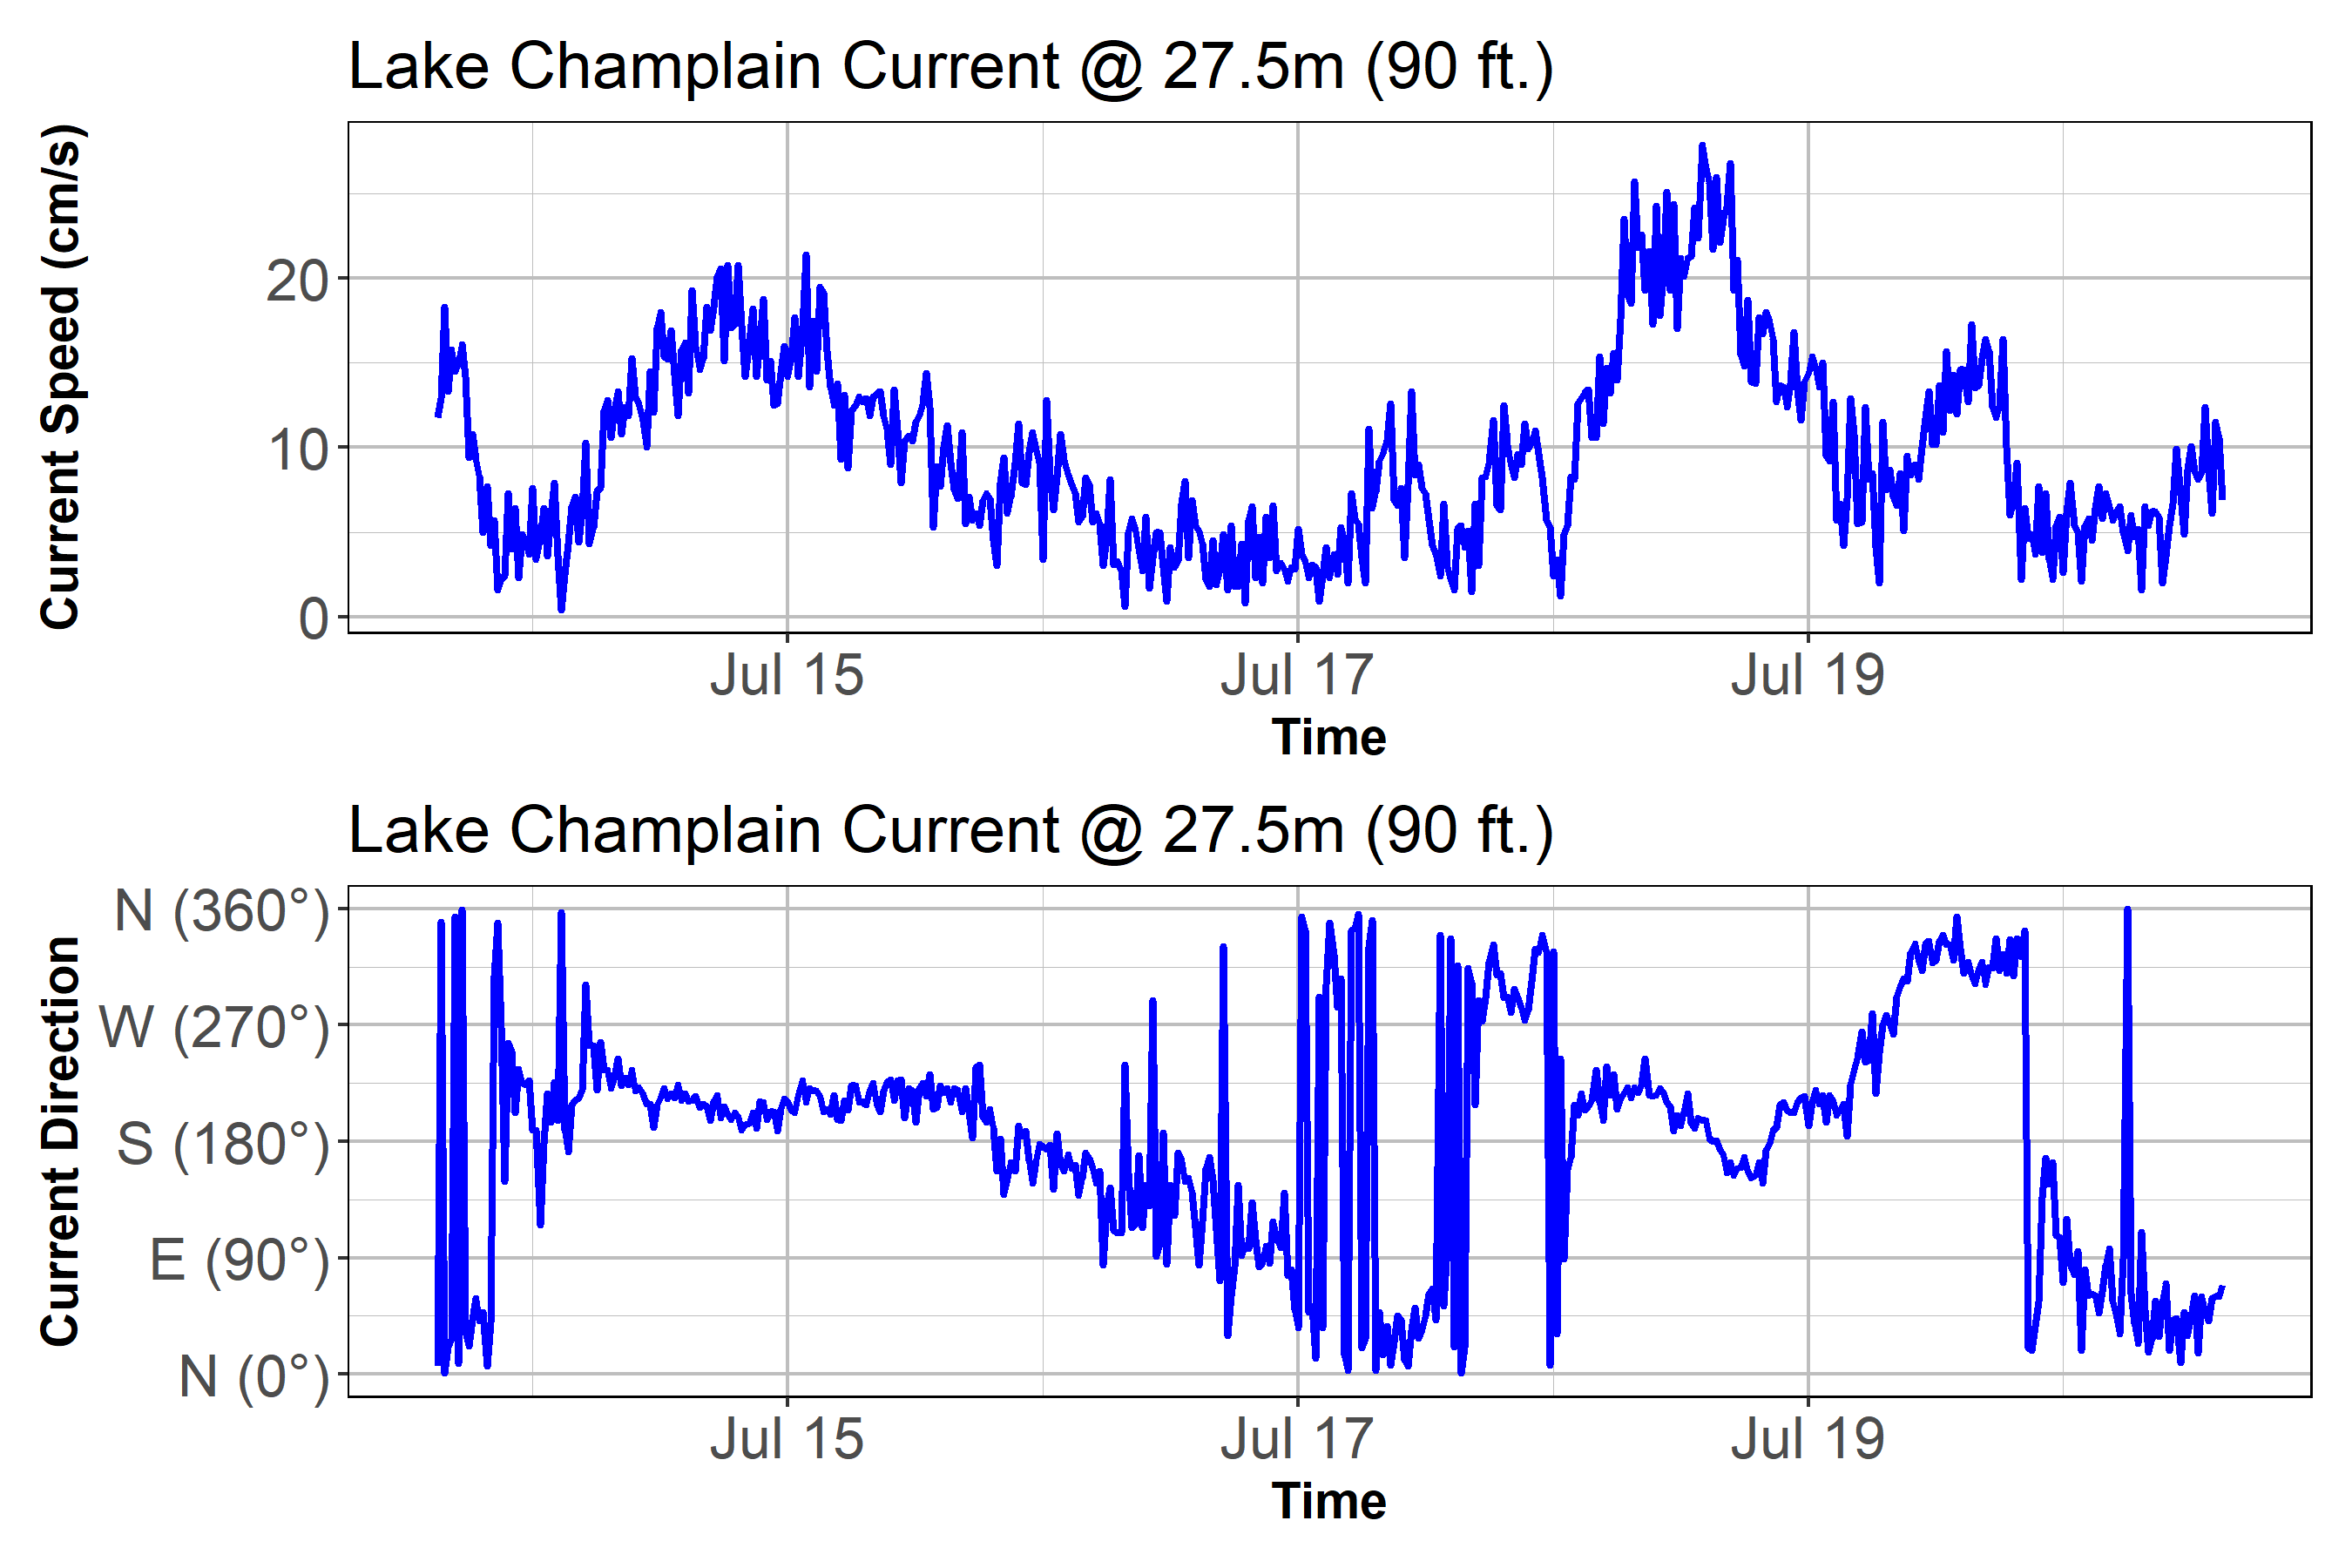 Lake Champlain Current @ 27.5m (90 ft.)
Current Speed (cm/s)
20
10
0
Jul 15 Jul 17 Jul 19
Time
Lake Champlain Current @ 27.5m (90 ft.)
Current Direction
N (360°)
W (270°)
S (180°)
E (90°)
N (0°)
Jul 15 Jul 17 Jul 19
Time